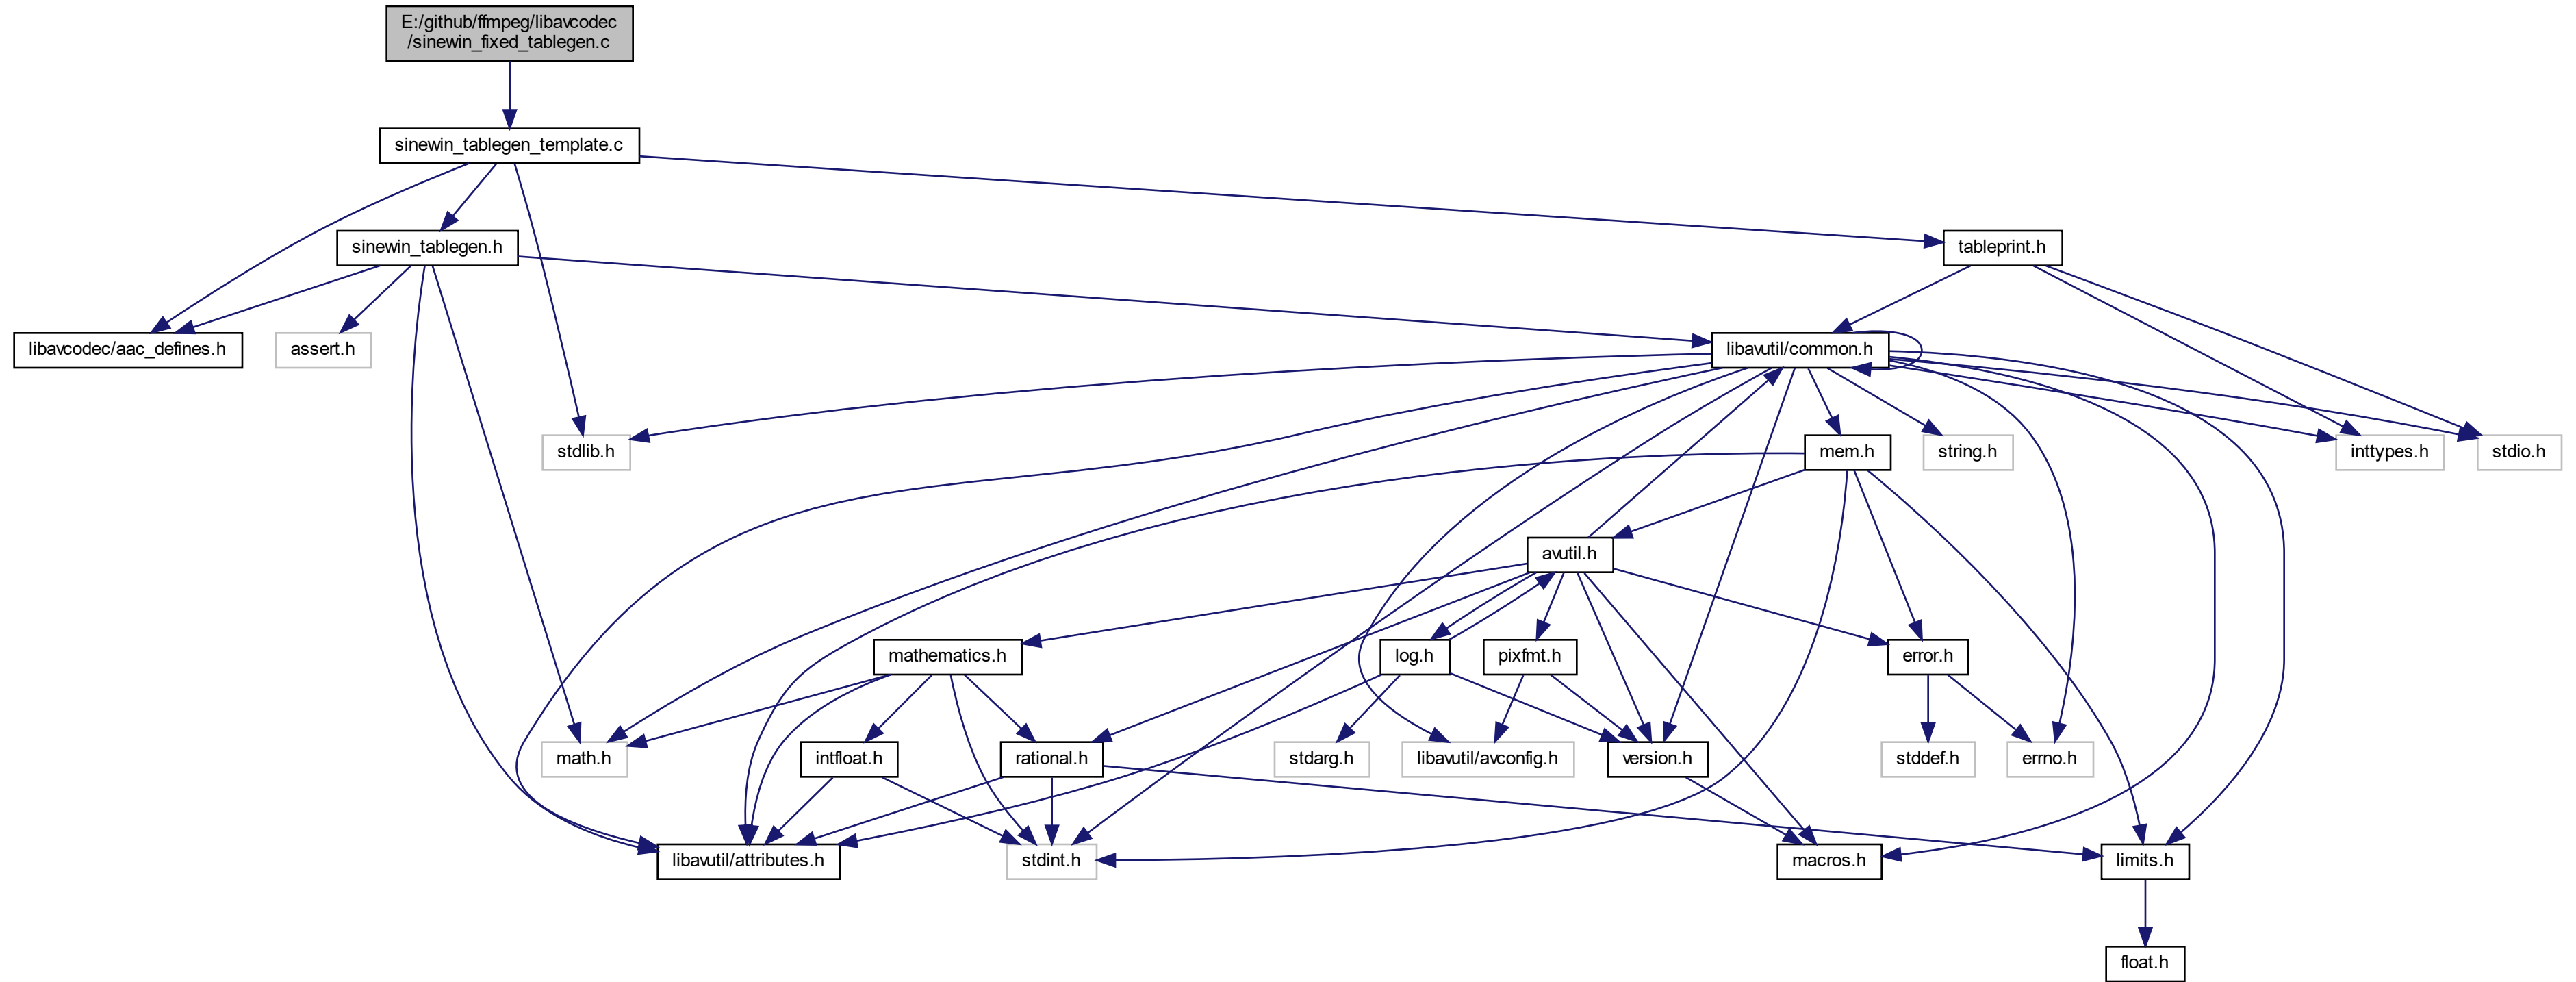 E:/github/ffmpeg/libavcodec
/sinewin_fixed_tablegen.c
sinewin_tablegen_template.c
sinewin_tablegen.h
tableprint.h
libavcodec/aac_defines.h
assert.h
libavutil/common.h
stdlib.h
mem.h
string.h
inttypes.h
stdio.h
avutil.h
mathematics.h
log.h
pixfmt.h
error.h
math.h
intfloat.h
rational.h
stdarg.h
libavutil/avconfig.h
version.h
stddef.h
errno.h
libavutil/attributes.h
stdint.h
macros.h
limits.h
float.h